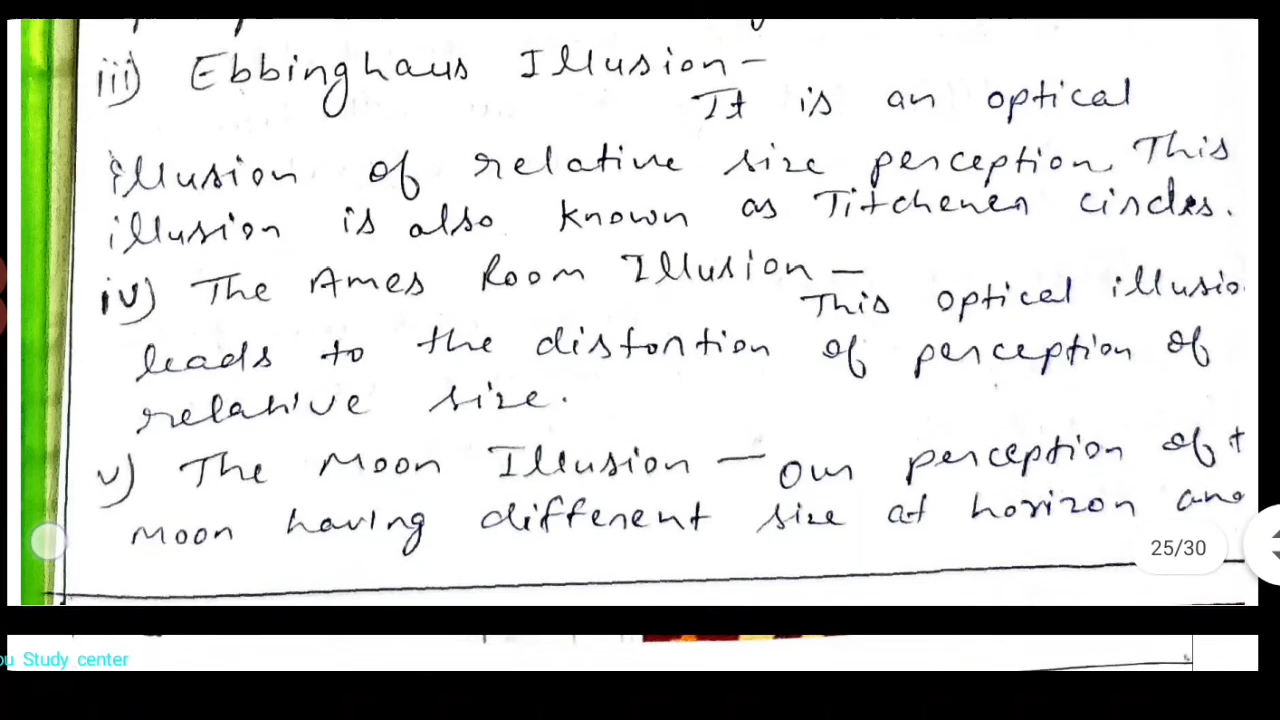 iii) Ebbinghaus Illusion -
It is an optical
illusion of relative size perception. This
illusion is also known as Titchener circles.
iv) The Ames Room Illusion -
This optical illusio
leads to the distortion of perception of
relative size.
v) The Moon Illusion - Our perception of t
Moon having different size at horizon and
25/30
ou Study center